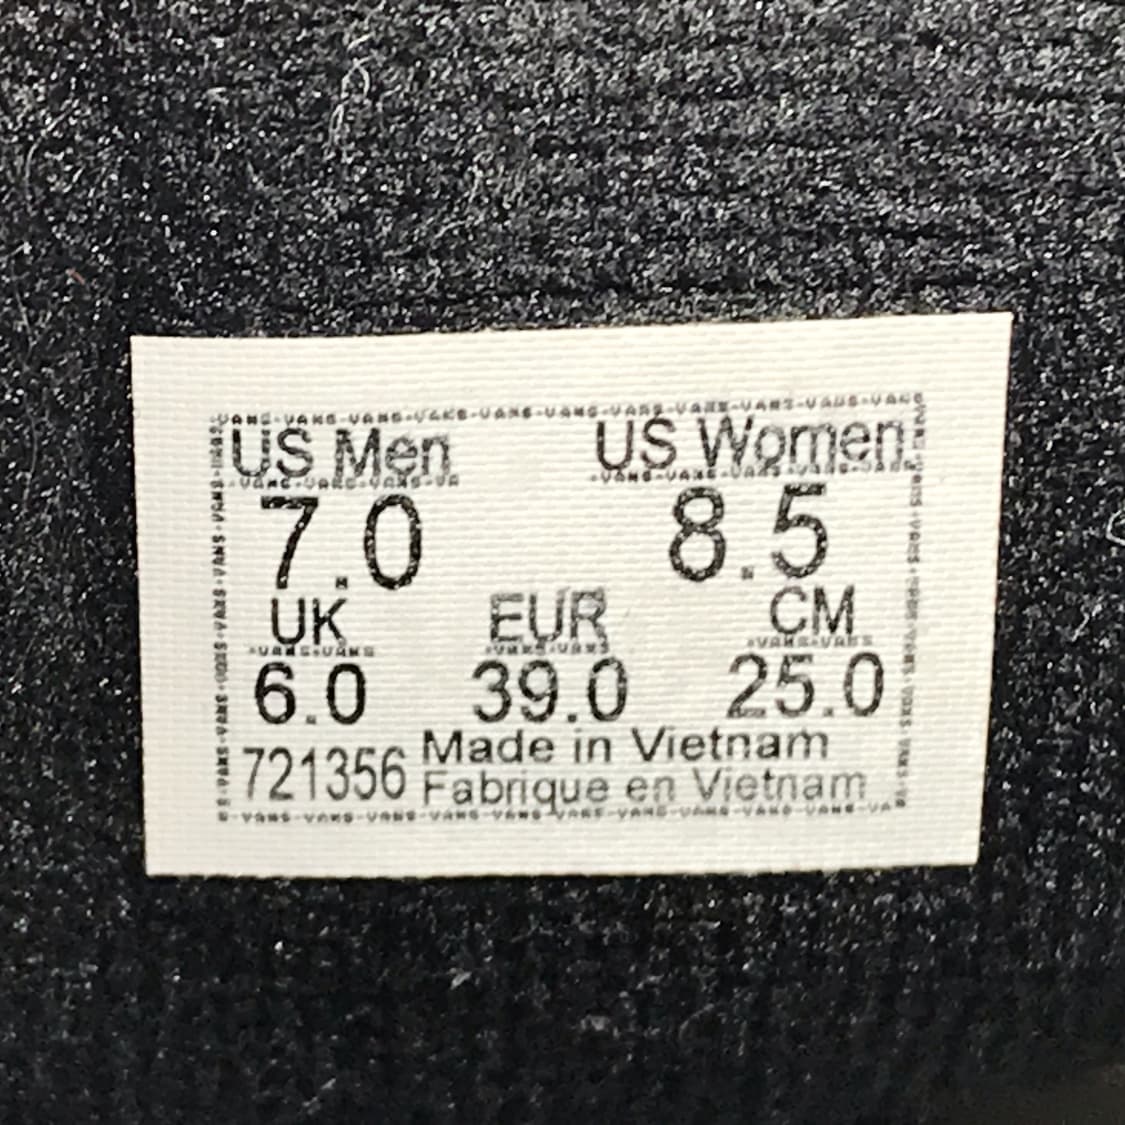 US Men US Women
7.0 8.5
UK EUR CM
6.0 39.0 25.0
721356 Made in Vietnam
Fabrique en Vietnam